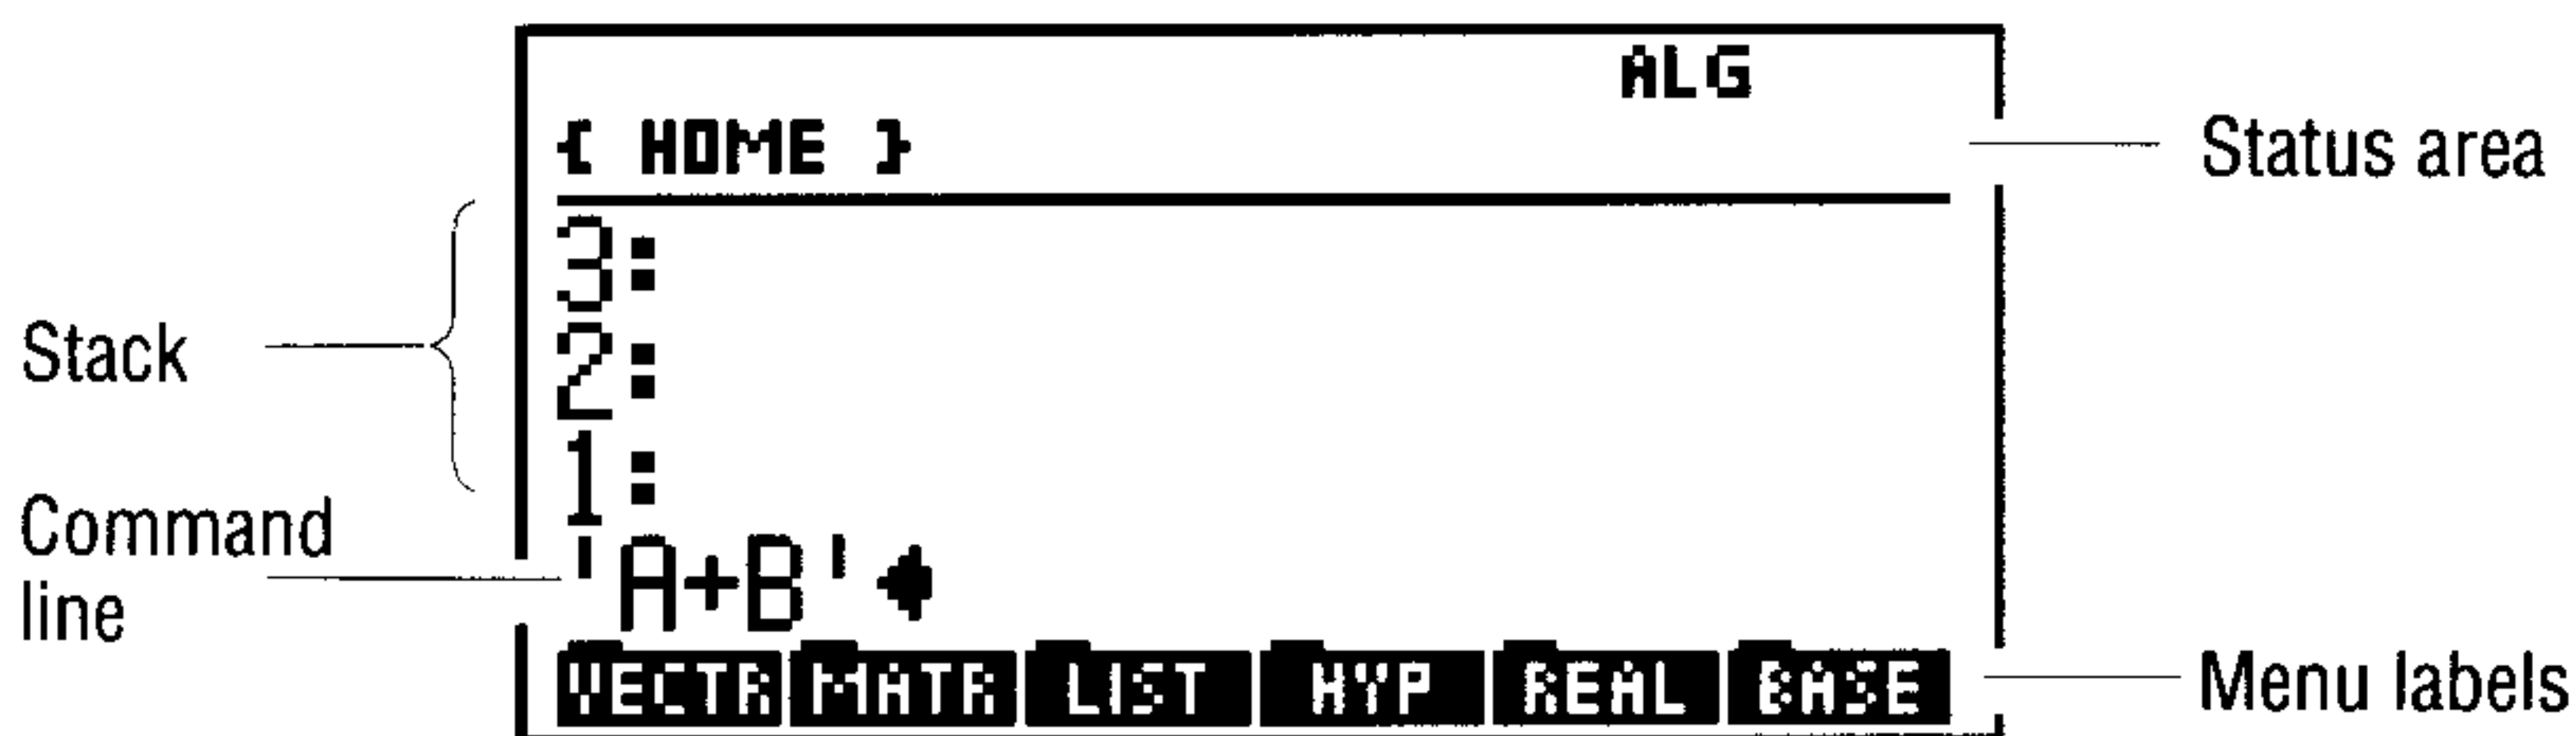 ALG
{ HOME }
Status area
3:
2:
Stack
1:
Command
line
'A+B'
VECTR MATR LIST HYP REAL BASE
Menu labels